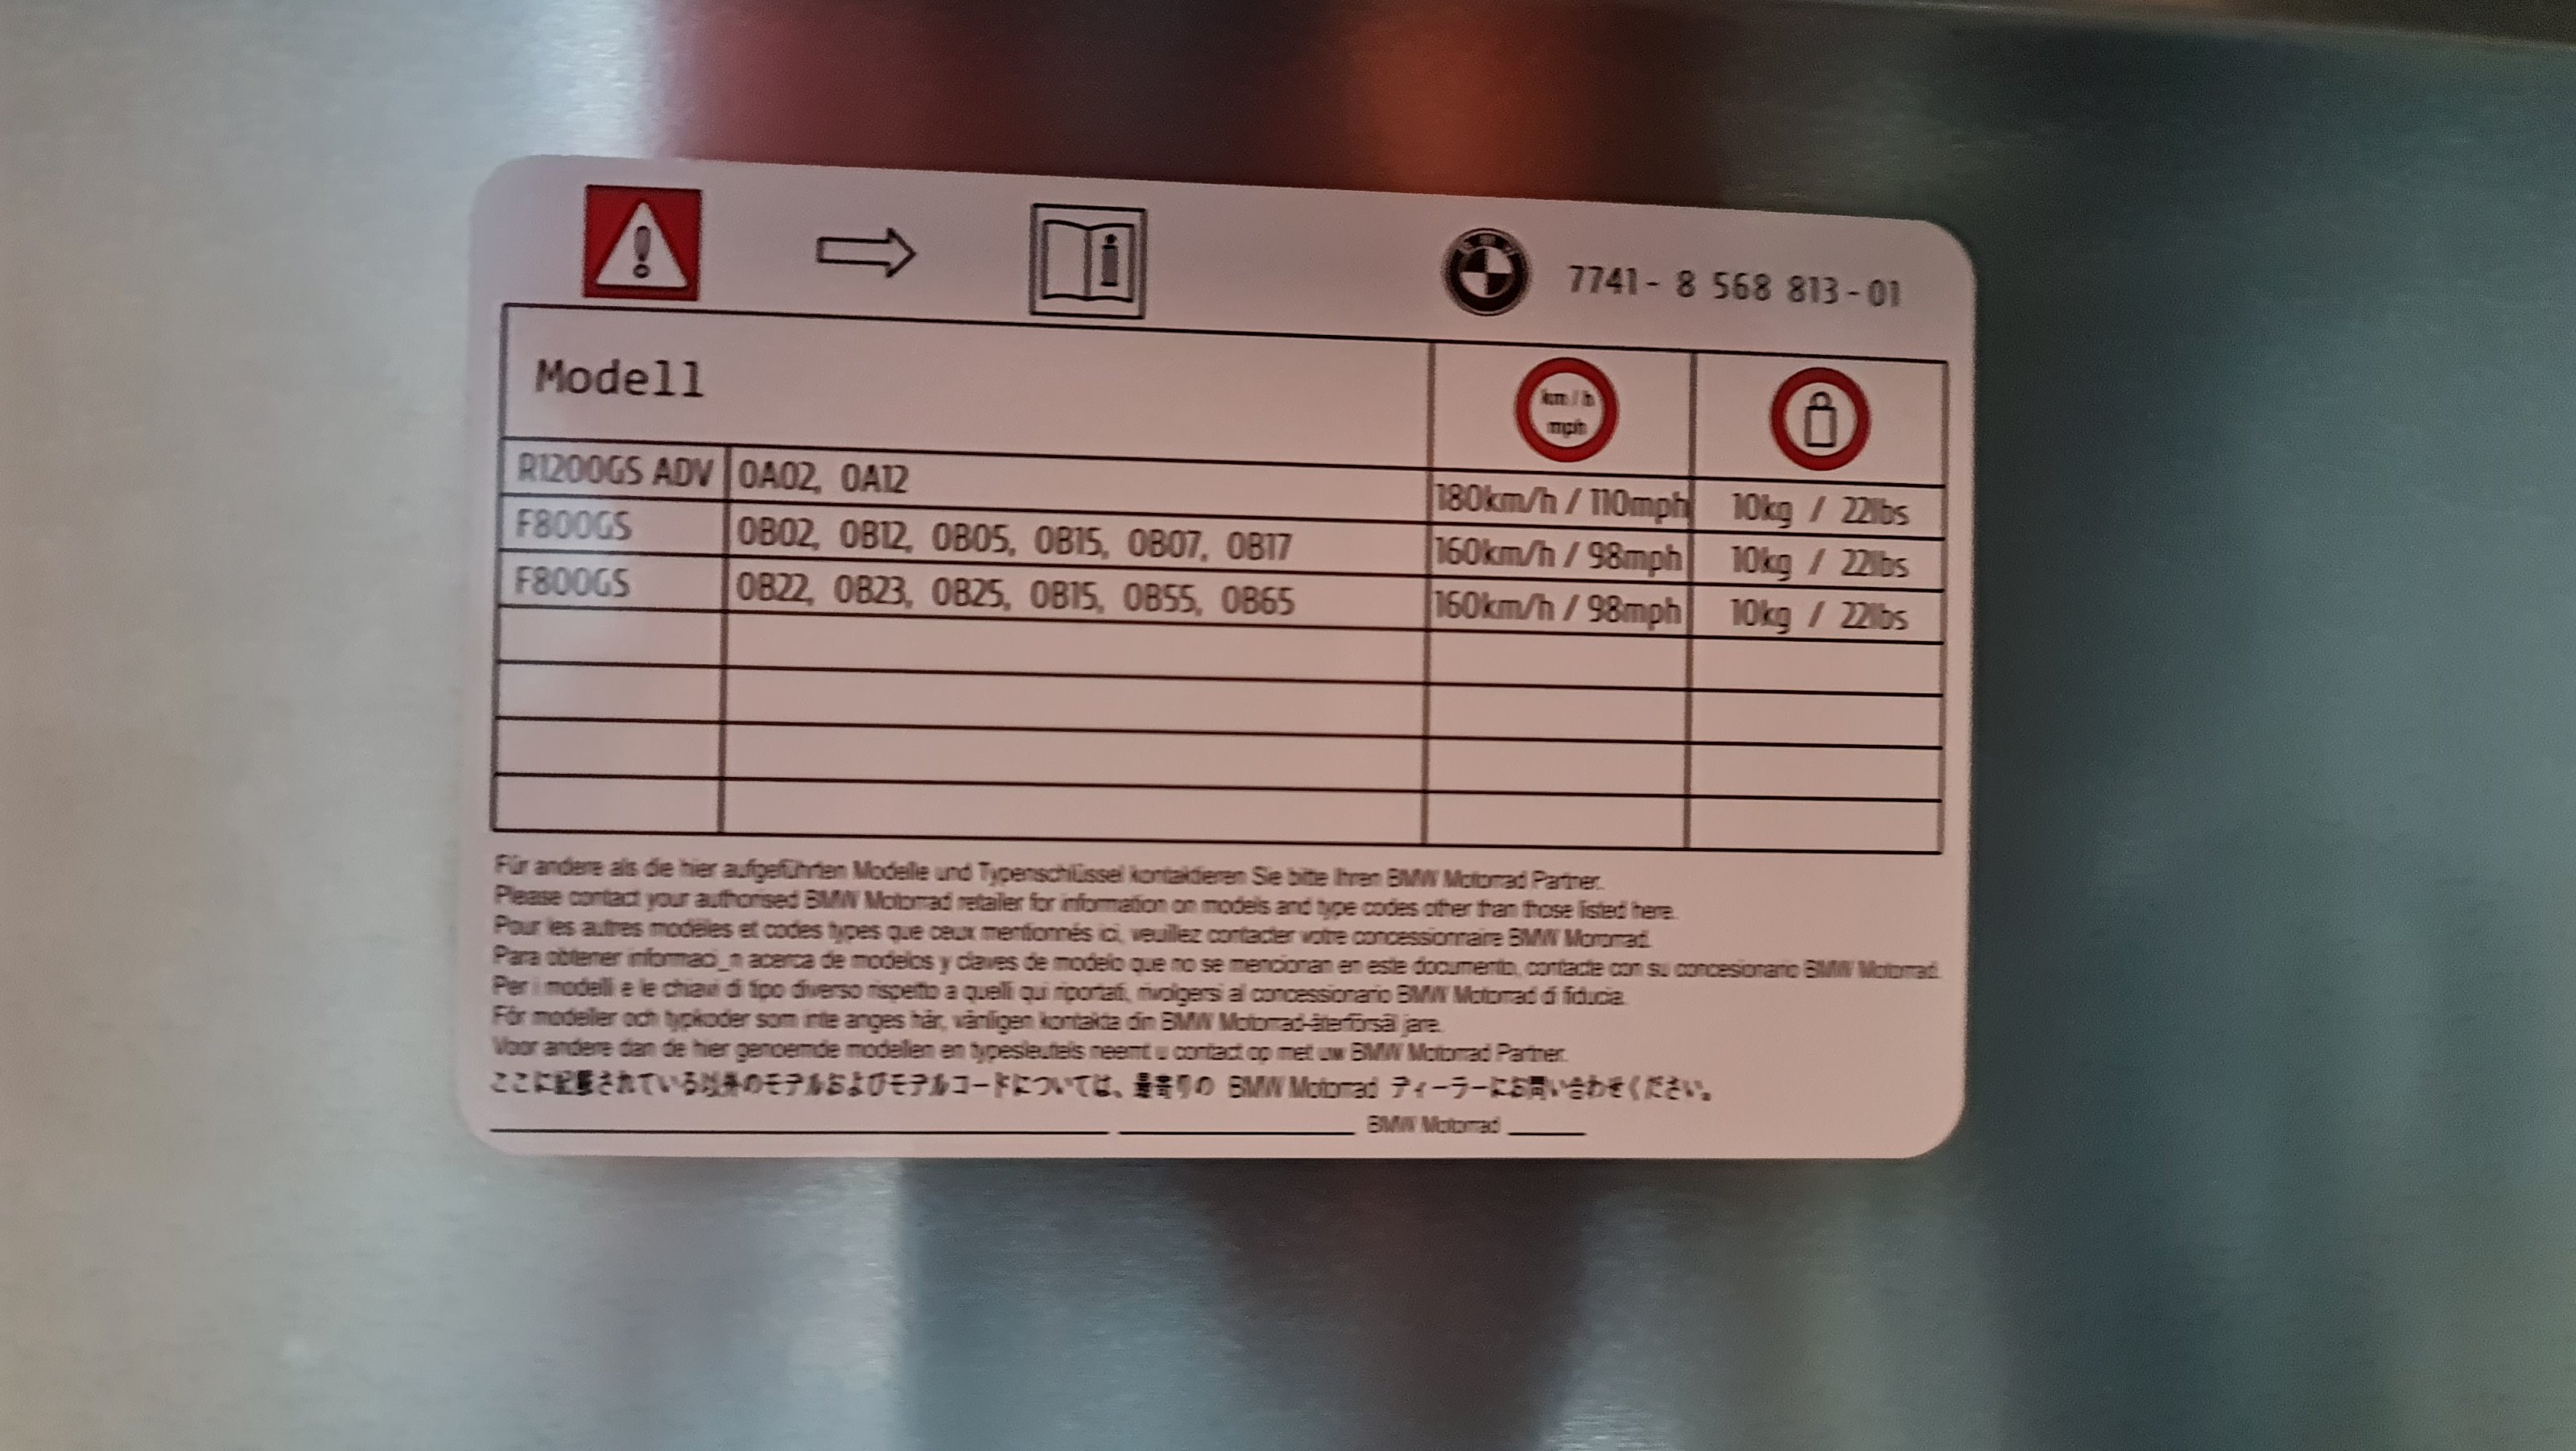 7741- 8 568 813-01
Modell
km/h
mph
R1200GS ADV 0A02, 0A12 180km/h / 110mph 10kg / 22lbs
F800GS 0B02, 0B12, 0B05, 0B15, 0B07, 0B17 160km/h / 98mph 10kg / 22lbs
F800GS 0B22, 0B23, 0B25, 0B15, 0B55, 0B65 160km/h / 98mph 10kg / 22lbs
Für andere als die hier aufgeführten Modelle und Typenschlüssel kontaktieren Sie bitte Ihren BMW Motorrad Partner.
Please contact your authorised BMW Motorrad retailer for information on models and type codes other than those listed here.
Pour les autres modèles et codes types que ceux mentionnés ici, veuillez contacter votre concessionnaire BMW Motorrad.
Para obtener informaci_n acerca de modelos y claves de modelo que no se mencionan en este documento, contacte con su concesionario BMW Motorrad.
Per i modelli e le chiavi di tipo diverso rispetto a quelli qui riportati, rivolgersi al concessionario BMW Motorrad di fiducia.
För modeller och typkoder som inte anges här, vänligen kontakta din BMW Motorrad-återförsäl jare.
Voor andere dan de hier genoemde modellen en typesleutels neemt u contact op met uw BMW Motorrad Partner.
ここに記載されている以外のモデルおよびモデルコードについては、最寄りの BMW Motorrad ディーラーにお問い合わせください。
BMW Motorrad